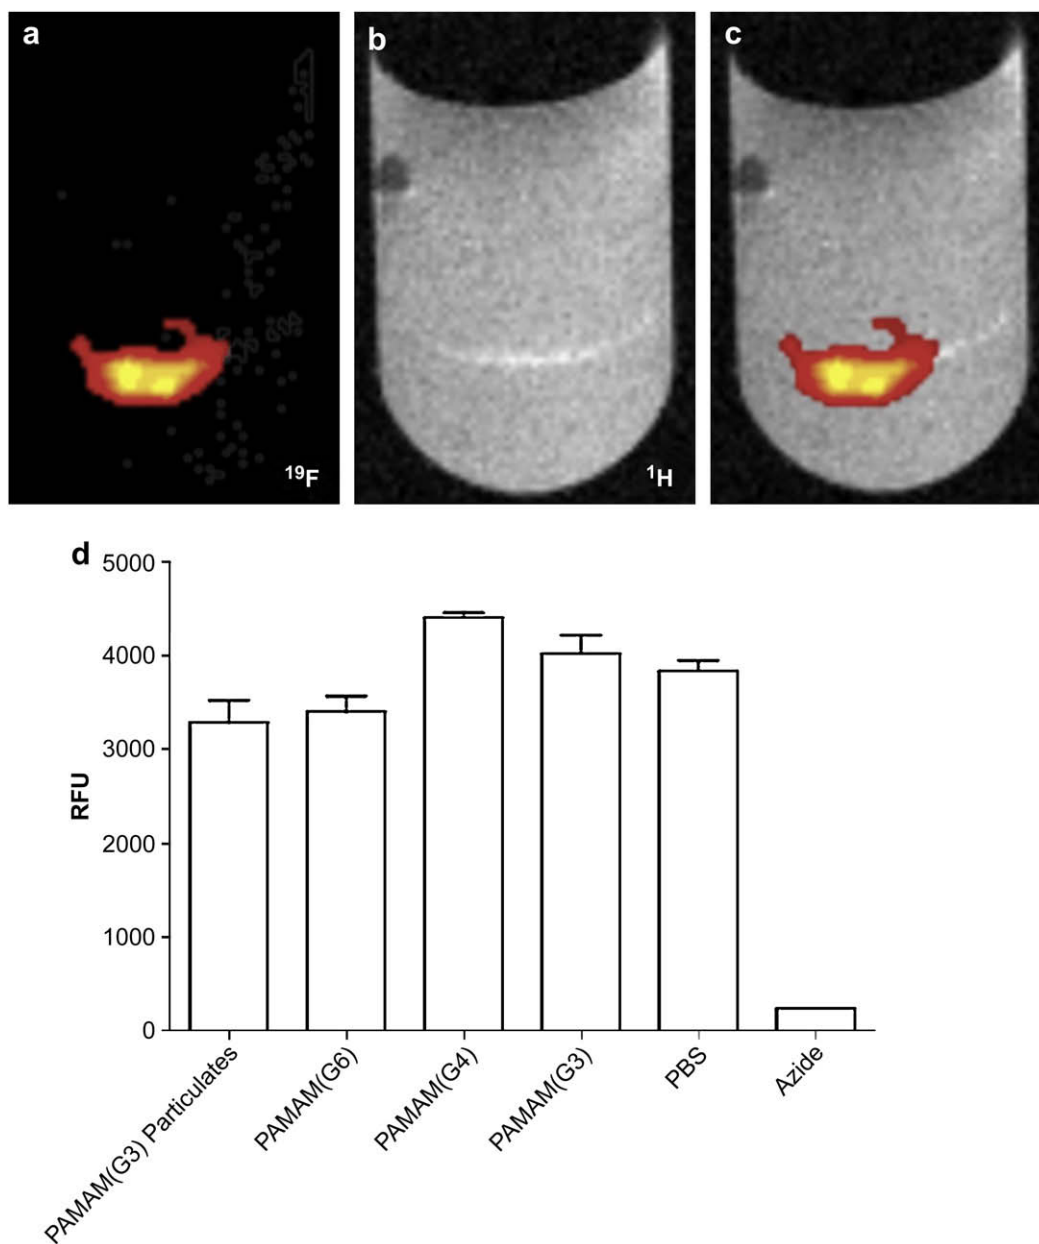 a
b
c
19F
1H
d
5000
4000
3000
2000
1000
0
RFU
PAMAM(G3) Particulates
PAMAM(G6)
PAMAM(G4)
PAMAM(G3)
PBS
Azide